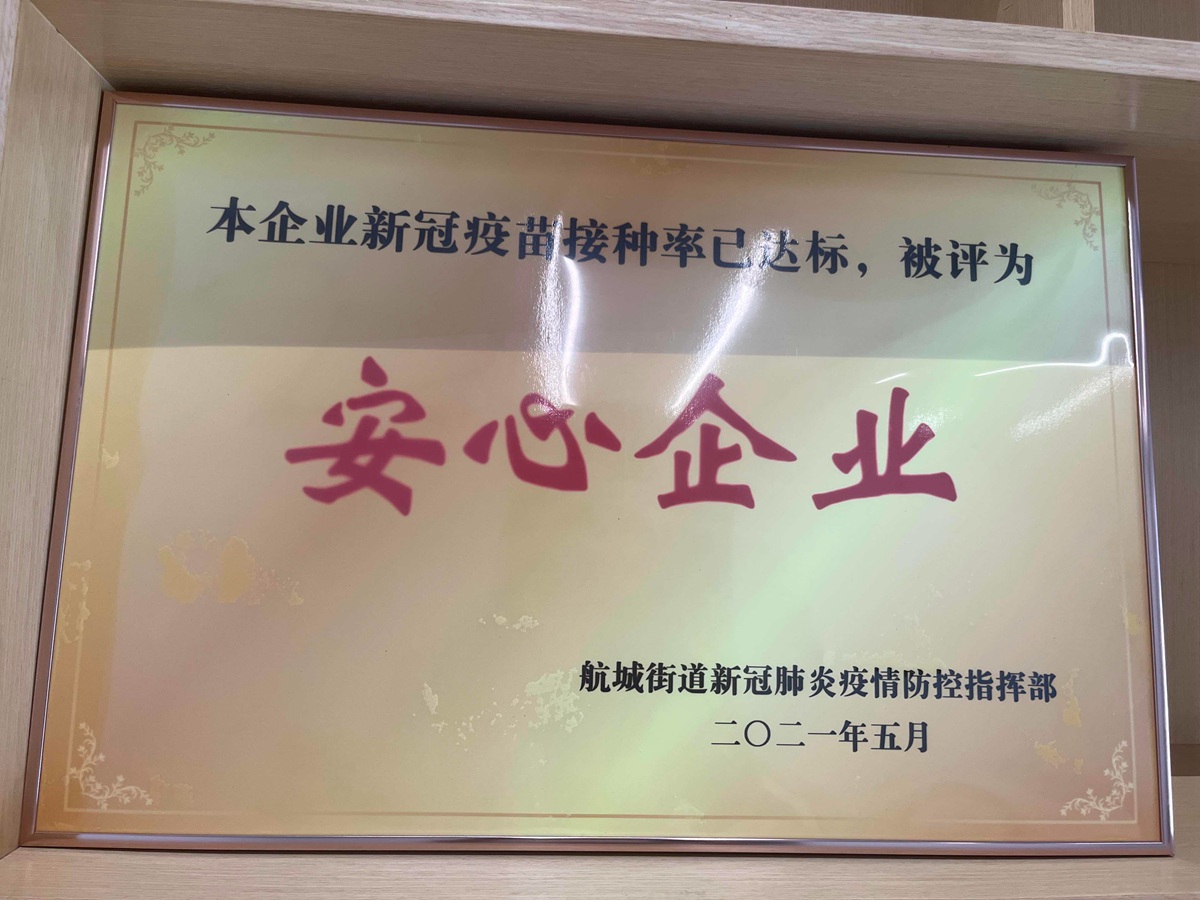 本企业新冠疫苗接种率已达标，被评为
安心企业
航城街道新冠肺炎疫情防控指挥部
二〇二一年五月